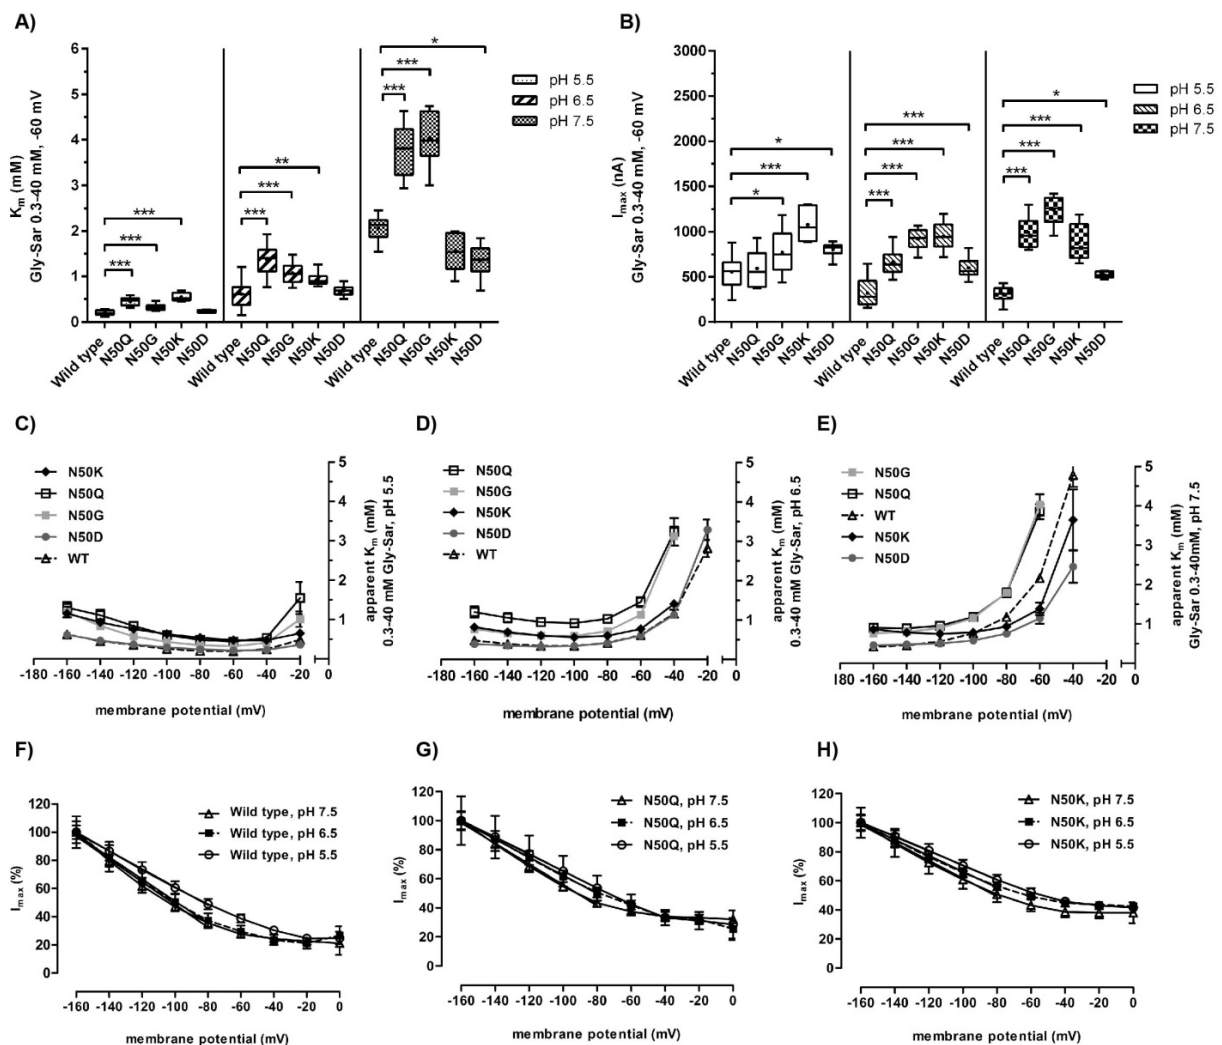 A)
K_m (mM)
Gly-Sar 0.3-40 mM, -60 mV
6
5
4
3
2
1
0
***
***
***
***
***
**
***
***
*
pH 5.5
pH 6.5
pH 7.5
Wild type N50Q N50G N50K N50D Wild type N50Q N50G N50K N50D Wild type N50Q N50G N50K N50D
B)
I_max (nA)
Gly-Sar 0.3-40 mM, -60 mV
3000
2500
2000
1500
1000
500
0
*
***
*
***
***
***
***
*
***
***
***
pH 5.5
pH 6.5
pH 7.5
Wild type N50Q N50G N50K N50D Wild type N50Q N50G N50K N50D Wild type N50Q N50G N50K N50D
C)
N50K
N50Q
N50G
N50D
WT
5
4
3
2
1
apparent K_m (mM)
0.3-40 mM Gly-Sar, pH 5.5
-180 -160 -140 -120 -100 -80 -60 -40 -20 0
membrane potential (mV)
D)
N50Q
N50G
N50K
N50D
WT
5
4
3
2
1
apparent K_m (mM)
0.3-40 mM Gly-Sar, pH 6.5
-180 -160 -140 -120 -100 -80 -60 -40 -20 0
membrane potential (mV)
E)
N50G
N50Q
WT
N50K
N50D
5
4
3
2
1
apparent K_m (mM)
Gly-Sar 0.3-40mM, pH 7.5
180 -160 -140 -120 -100 -80 -60 -40 -20 0
membrane potential (mV)
F)
I_max (%)
120
100
80
60
40
20
0
Wild type, pH 7.5
Wild type, pH 6.5
Wild type, pH 5.5
-160 -140 -120 -100 -80 -60 -40 -20 0
membrane potential (mV)
G)
I_max (%)
120
100
80
60
40
20
0
N50Q, pH 7.5
N50Q, pH 6.5
N50Q, pH 5.5
-160 -140 -120 -100 -80 -60 -40 -20 0
membrane potential (mV)
H)
I_max (%)
120
100
80
60
40
20
0
N50K, pH 7.5
N50K, pH 6.5
N50K, pH 5.5
-160 -140 -120 -100 -80 -60 -40 -20 0
membrane potential (mV)